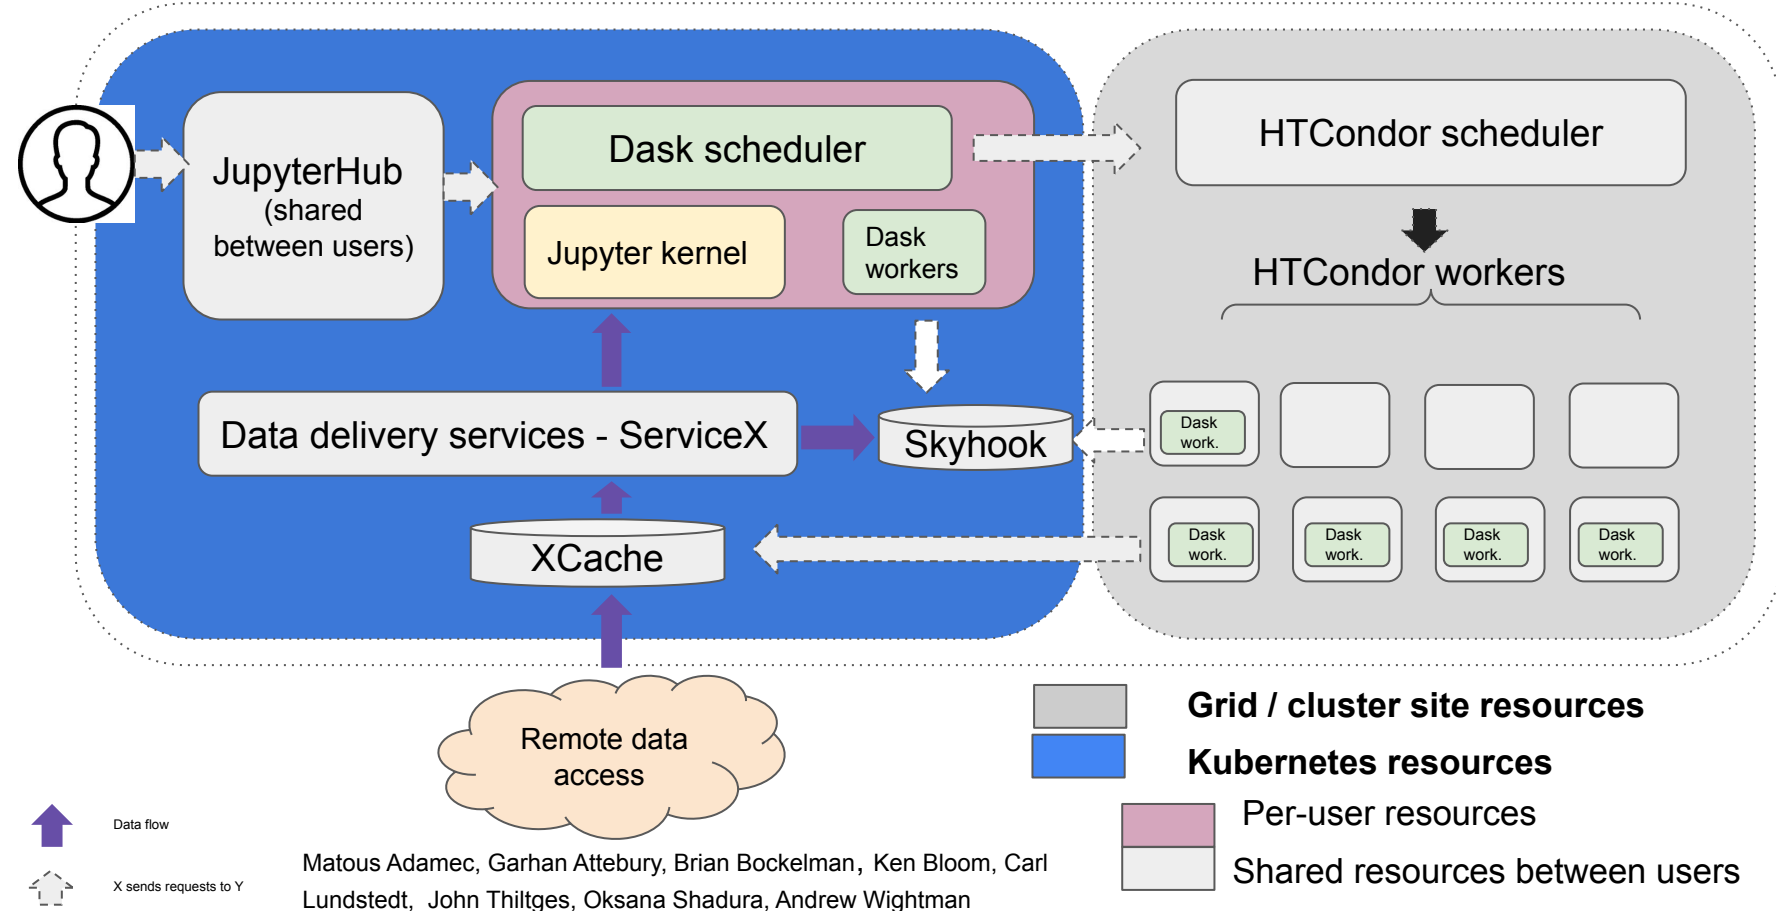 JupyterHub
(shared
between users)
Dask scheduler
Jupyter kernel
Dask
workers
HTCondor scheduler
HTCondor workers
Data delivery services - ServiceX
Skyhook
XCache
Dask
work.
Dask
work.
Dask
work.
Dask
work.
Dask
work.
Remote data
access
Grid / cluster site resources
Kubernetes resources
Per-user resources
Shared resources between users
Data flow
X sends requests to Y
Matous Adamec, Garhan Attebury, Brian Bockelman, Ken Bloom, Carl
Lundstedt, John Thiltges, Oksana Shadura, Andrew Wightman